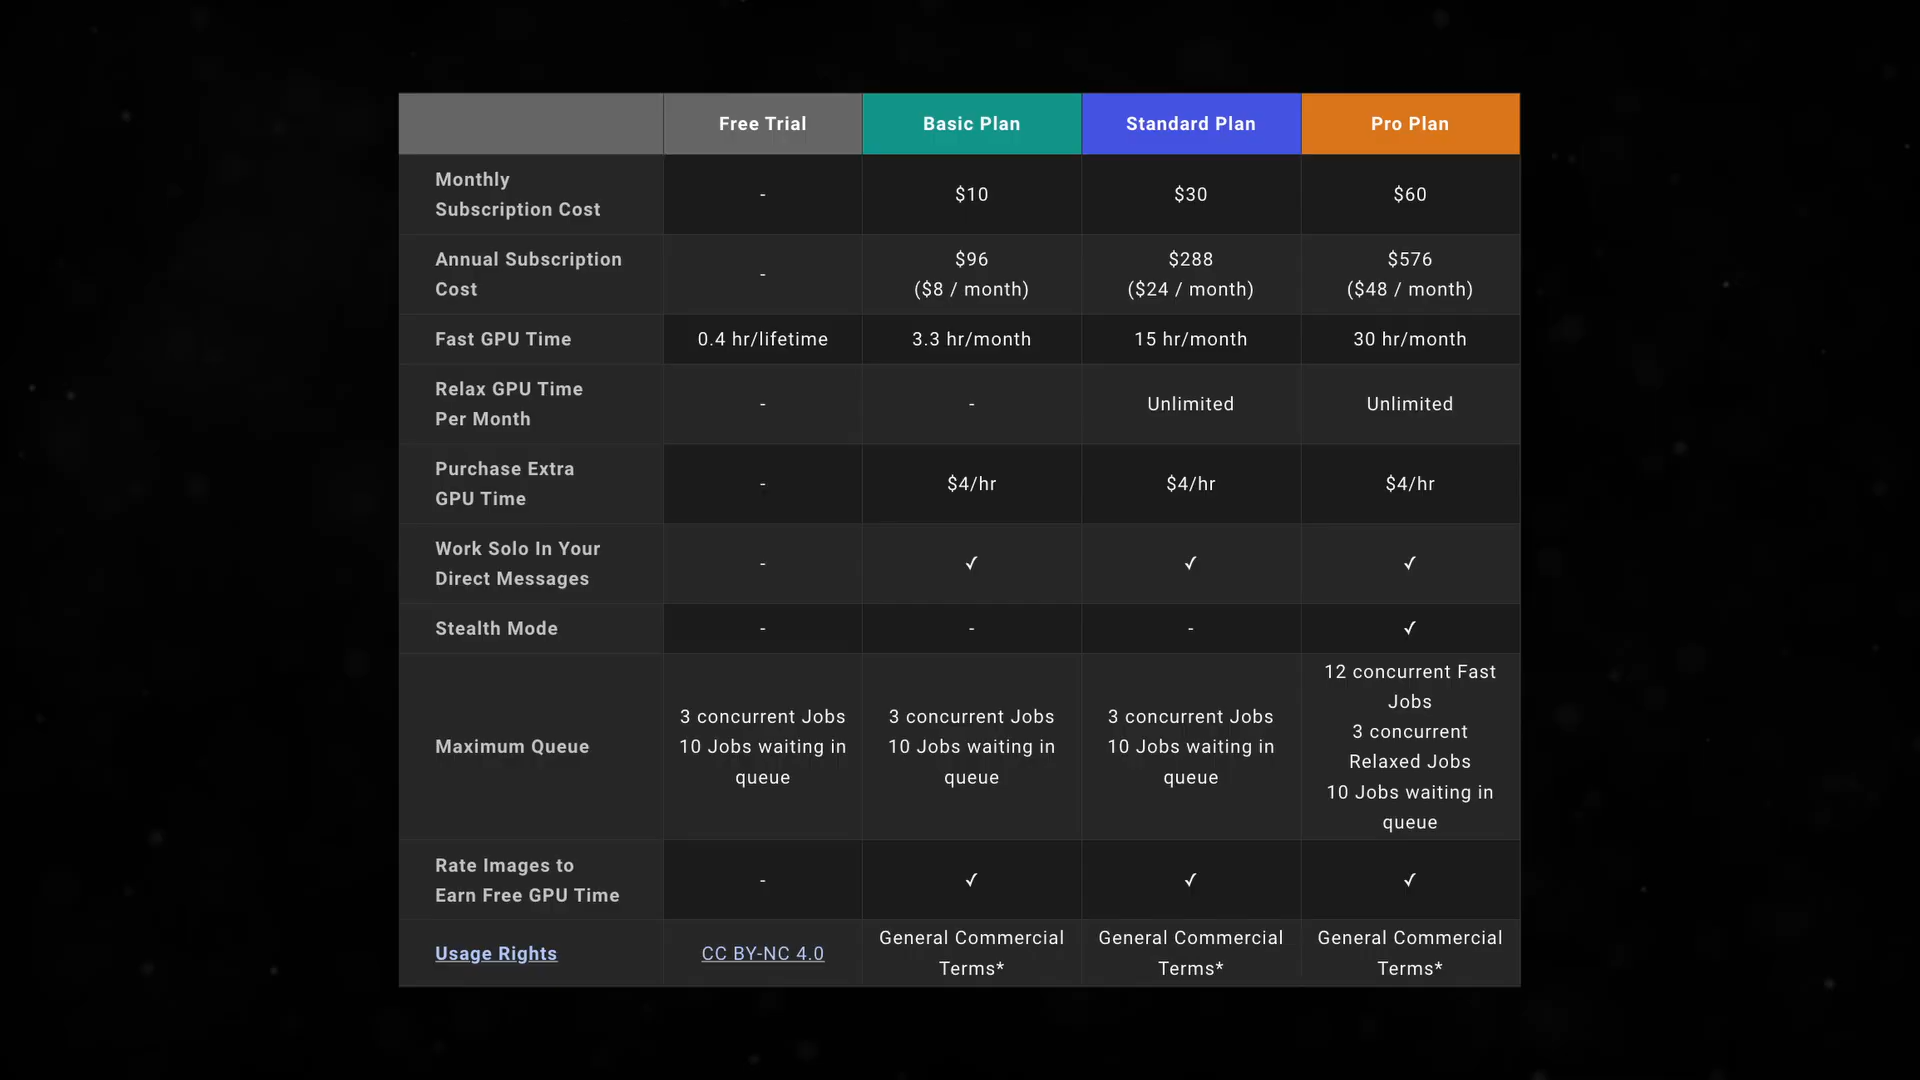 Free Trial Basic Plan Standard Plan Pro Plan
Monthly
Subscription Cost
- $10 $30 $60
Annual Subscription
Cost
-
$96
($8 / month)
$288
($24 / month)
$576
($48 / month)
Fast GPU Time 0.4 hr/lifetime 3.3 hr/month 15 hr/month 30 hr/month
Relax GPU Time
Per Month
- - Unlimited Unlimited
Purchase Extra
GPU Time
- $4/hr $4/hr $4/hr
Work Solo In Your
Direct Messages
- ✓ ✓ ✓
Stealth Mode - - - ✓
Maximum Queue
3 concurrent Jobs
10 Jobs waiting in
queue
3 concurrent Jobs
10 Jobs waiting in
queue
3 concurrent Jobs
10 Jobs waiting in
queue
12 concurrent Fast
Jobs
3 concurrent
Relaxed Jobs
10 Jobs waiting in
queue
Rate Images to
Earn Free GPU Time
- ✓ ✓ ✓
Usage Rights
CC BY-NC 4.0
General Commercial
Terms*
General Commercial
Terms*
General Commercial
Terms*